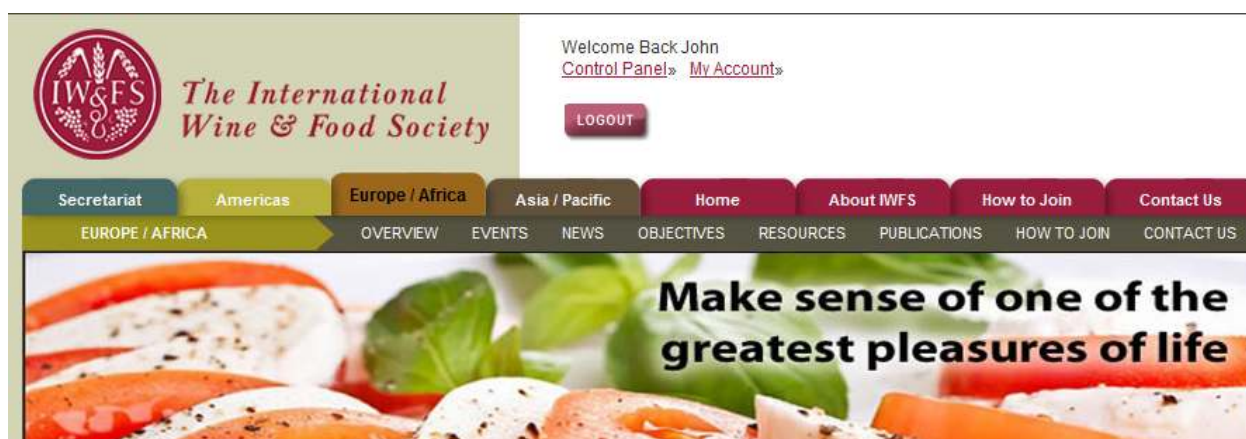 IW&FS
The International
Wine & Food Society
Welcome Back John
Control Panel» My Account»
LOGOUT
Secretariat Americas Europe / Africa Asia / Pacific Home About IWFS How to Join Contact Us
EUROPE / AFRICA OVERVIEW EVENTS NEWS OBJECTIVES RESOURCES PUBLICATIONS HOW TO JOIN CONTACT US
Make sense of one of the
greatest pleasures of life